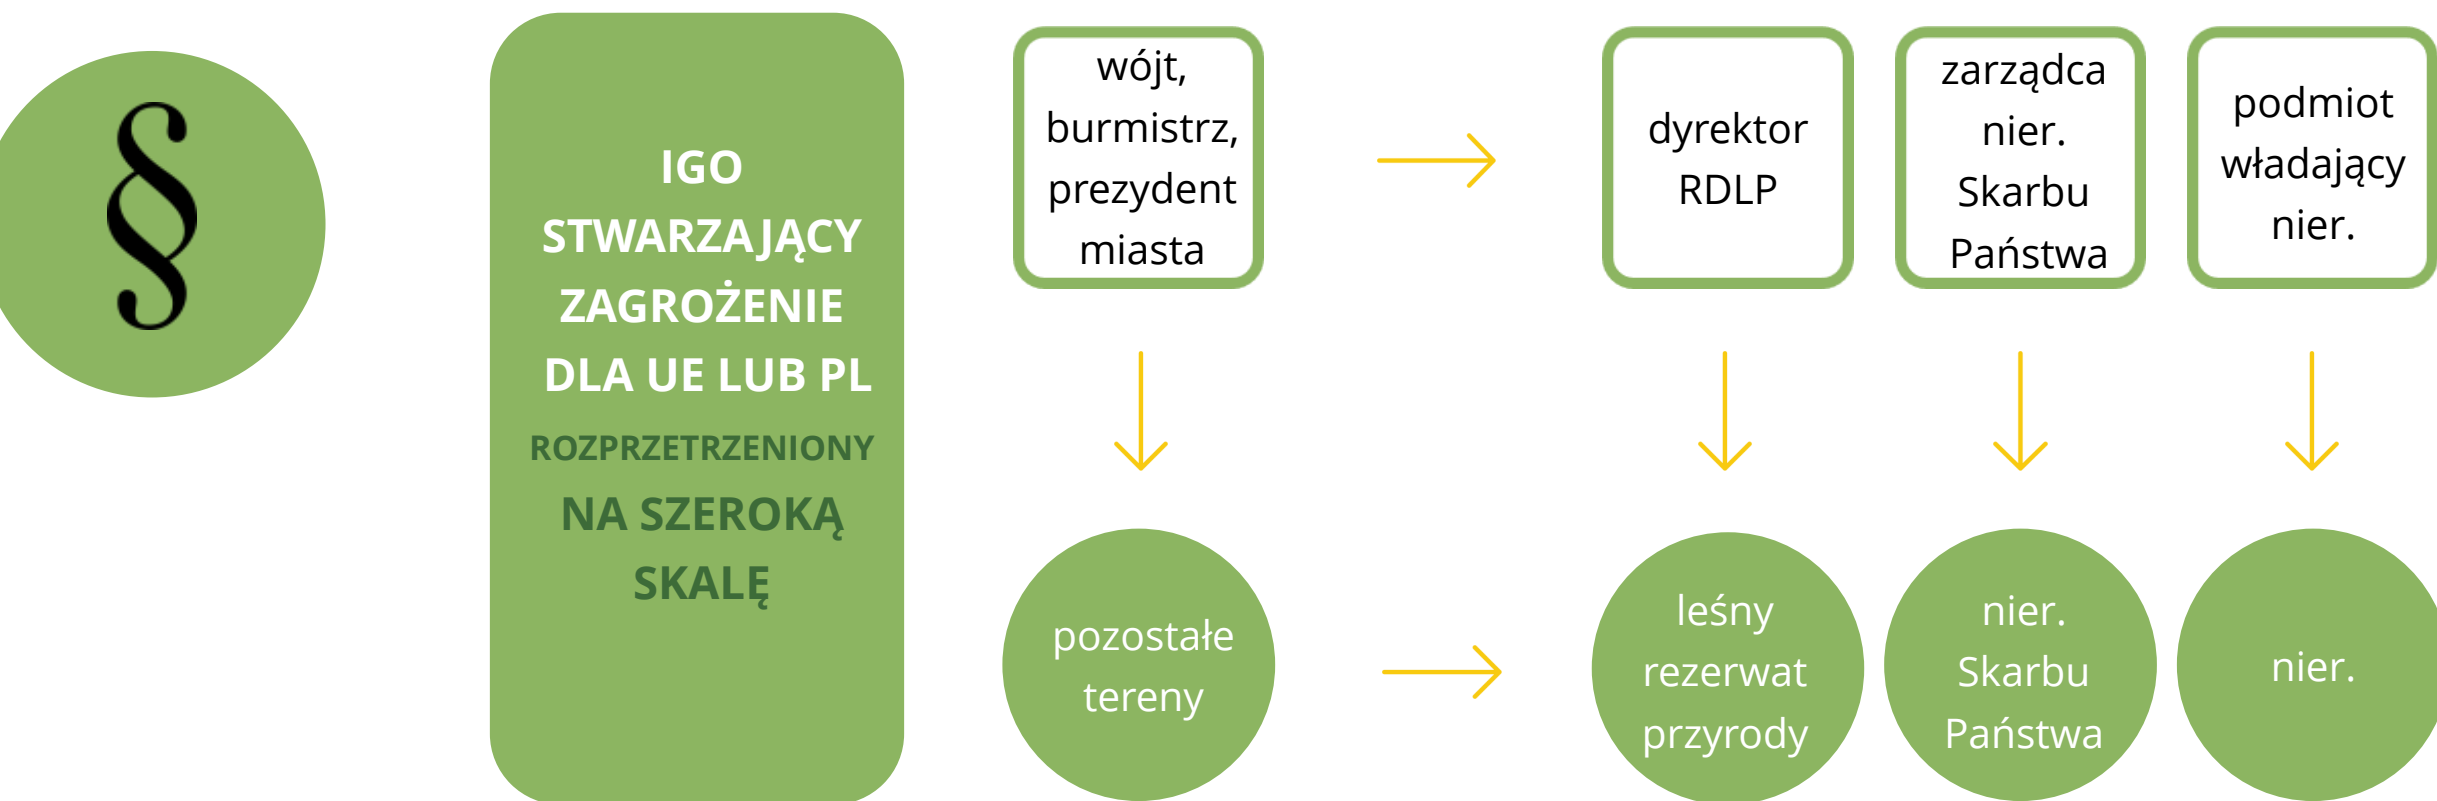 §
IGO
STWARZAJĄCY
ZAGROŻENIE
DLA UE LUB PL
ROZPRZETRZENIONY
NA SZEROKĄ
SKALĘ
wójt,
burmistrz,
prezydent
miasta
dyrektor
RDLP
zarządca
nier.
Skarbu
Państwa
podmiot
władający
nier.
pozostałe
tereny
leśny
rezerwat
przyrody
nier.
Skarbu
Państwa
nier.